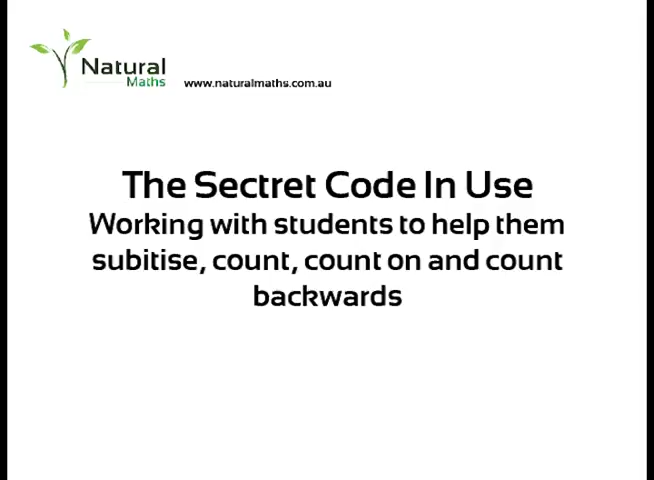 Natural
Maths
www.naturalmaths.com.au
The Sectret Code In Use
Working with students to help them
subitise, count, count on and count
backwards